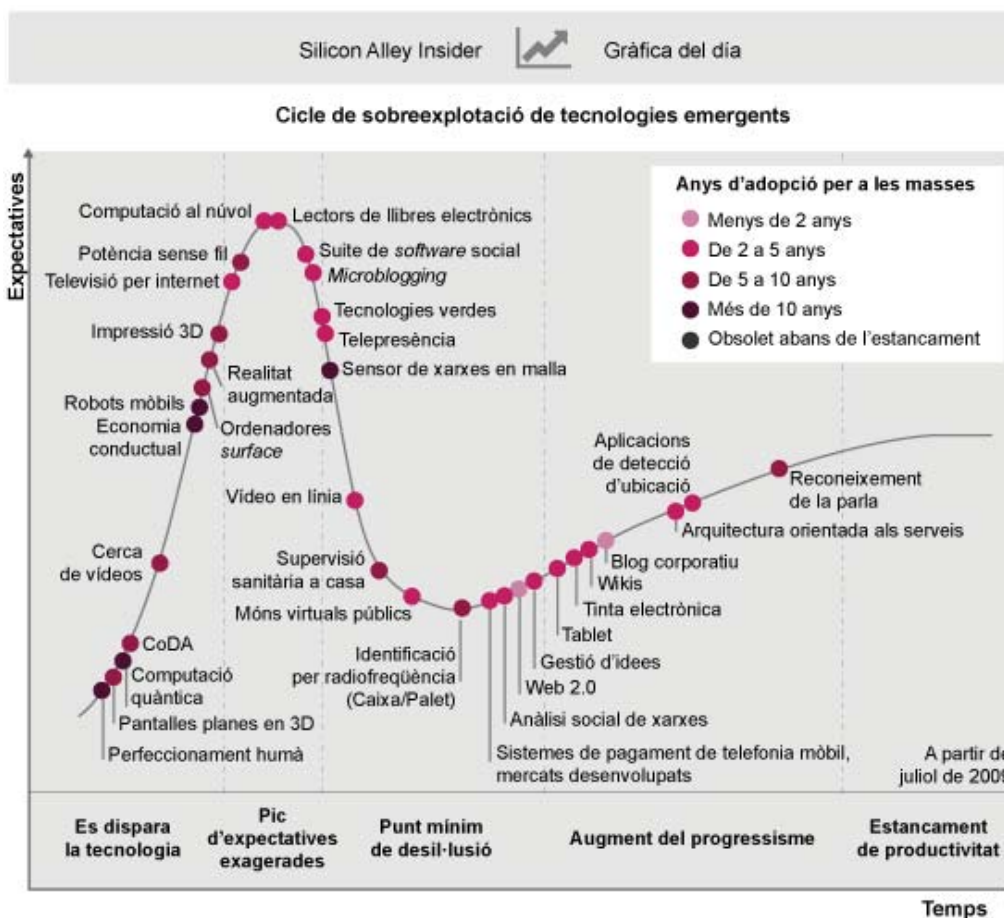 Silicon Alley Insider
Gràfica del día
Cicle de sobreexplotació de tecnologies emergents
Expectatives
Anys d'adopció per a les masses
Menys de 2 anys
De 2 a 5 anys
De 5 a 10 anys
Més de 10 anys
Obsolet abans de l'estancament
Computació al núvol
Lectors de llibres electrònics
Potència sense fil
Suite de software social
Televisió per internet
Microblogging
Tecnologies verdes
Impressió 3D
Telepresència
Realitat
augmentada
Sensor de xarxes en malla
Robots mòbils
Economia
conductual
Ordenadores
surface
Aplicacions
de detecció
d'ubicació
Reconeixement
de la parla
Vídeo en línia
Arquitectura orientada als serveis
Cerca
de vídeos
Supervisió
sanitària a casa
Blog corporatiu
Wikis
Móns virtuals públics
Tinta electrònica
Tablet
CoDA
Identificació
per radiofreqüència
(Caixa/Palet)
Gestió d'idees
Computació
quàntica
Web 2.0
Pantalles planes en 3D
Anàlisi social de xarxes
Perfeccionament humà
Sistemes de pagament de telefonia mòbil,
mercats desenvolupats
A partir de
juliol de 2009
Es dispara
la tecnologia
Pic
d'expectatives
exagerades
Punt mínim
de desil·lusió
Augment del progressisme
Estancament
de productivitat
Temps